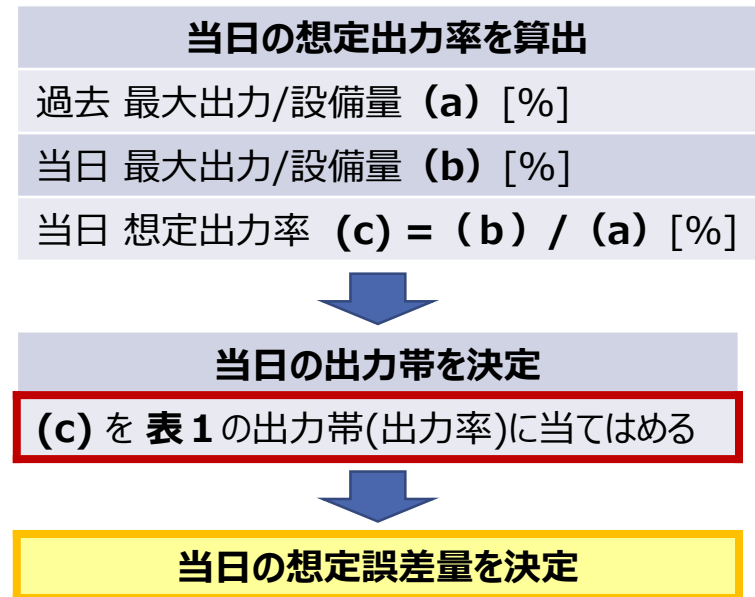 当日の想定出力率を算出
過去 最大出力/設備量（a）[%]
当日 最大出力/設備量（b）[%]
当日 想定出力率 (c) =（ｂ）/（a）[%]
当日の出力帯を決定
(c) を 表１の出力帯(出力率)に当てはめる
当日の想定誤差量を決定